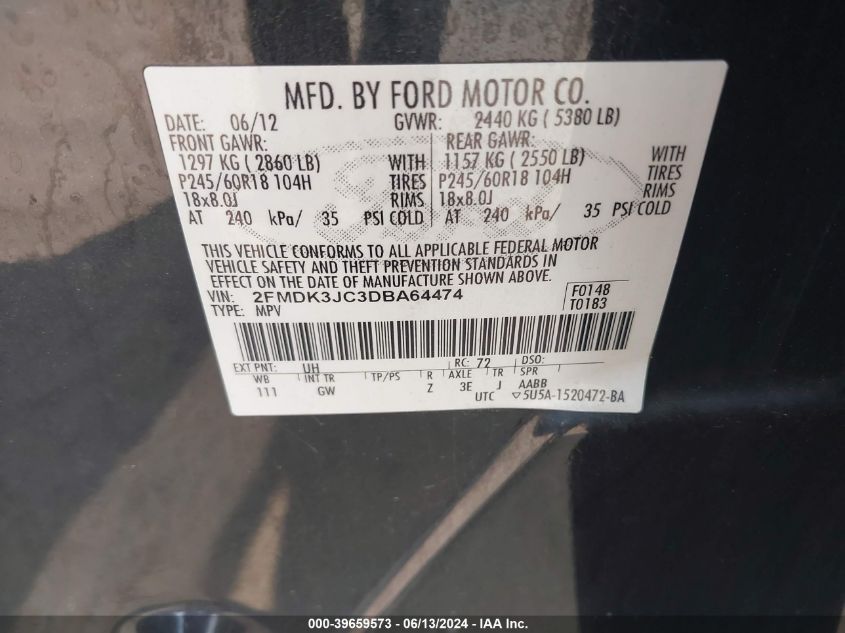 MFD. BY FORD MOTOR CO.
DATE: 06/12 GVWR: 2440 KG ( 5380 LB)
FRONT GAWR: REAR GAWR:
1297 KG ( 2860 LB) WITH 1157 KG ( 2550 LB) WITH
P245/60R18 104H TIRES P245/60R18 104H TIRES
18x8.0J RIMS 18x8.0J RIMS
AT 240 kPa/ 35 PSI COLD AT 240 kPa/ 35 PSI COLD
THIS VEHICLE CONFORMS TO ALL APPLICABLE FEDERAL MOTOR
VEHICLE SAFETY AND THEFT PREVENTION STANDARDS IN
EFFECT ON THE DATE OF MANUFACTURE SHOWN ABOVE.
VIN: 2FMDK3JC3DBA64474 F0148
TYPE: MPV T0183
EXT PNT: UH RC: 72 DSO:
WB INT TR TP/PS R AXLE TR SPR
111 GW Z 3E J AABB
UTC ▽5U5A-1520472-BA
000-39659573 - 06/13/2024 - IAA Inc.